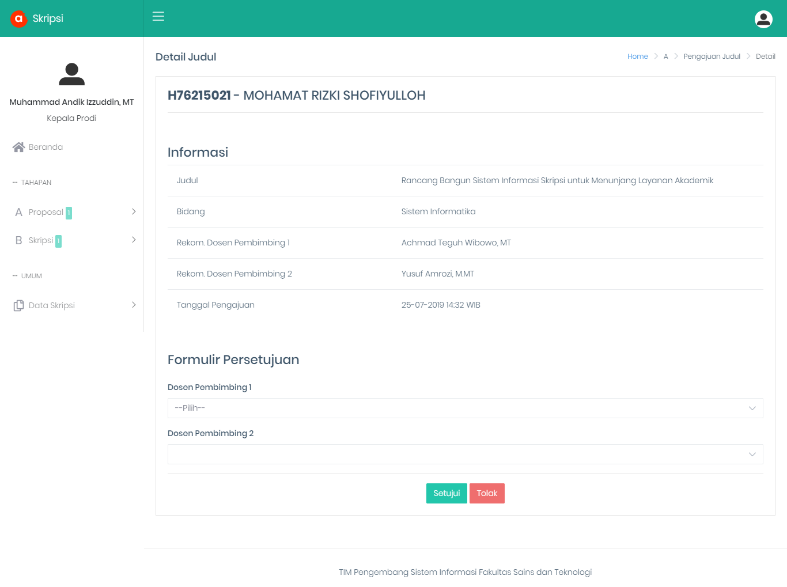 a Skripsi
Detail Judul
Home > A > Pengajuan Judul > Detail
Muhammad Andik Izzuddin, MT
Kepala Prodi
Beranda
-- TAHAPAN
A Proposal 1
B Skripsi 1
-- UMUM
Data Skripsi
H76215021 - MOHAMAT RIZKI SHOFIYULLOH
Informasi
Judul Rancang Bangun Sistem Informasi Skripsi untuk Menunjang Layanan Akademik
Bidang Sistem Informatika
Rekom. Dosen Pembimbing 1 Achmad Teguh Wibowo, MT
Rekom. Dosen Pembimbing 2 Yusuf Amrozi, M.MT
Tanggal Pengajuan 25-07-2019 14:32 WIB
Formulir Persetujuan
Dosen Pembimbing 1
--Pilih--
Dosen Pembimbing 2
Setujui Tolak
TIM Pengembang Sistem Informasi Fakultas Sains dan Teknologi